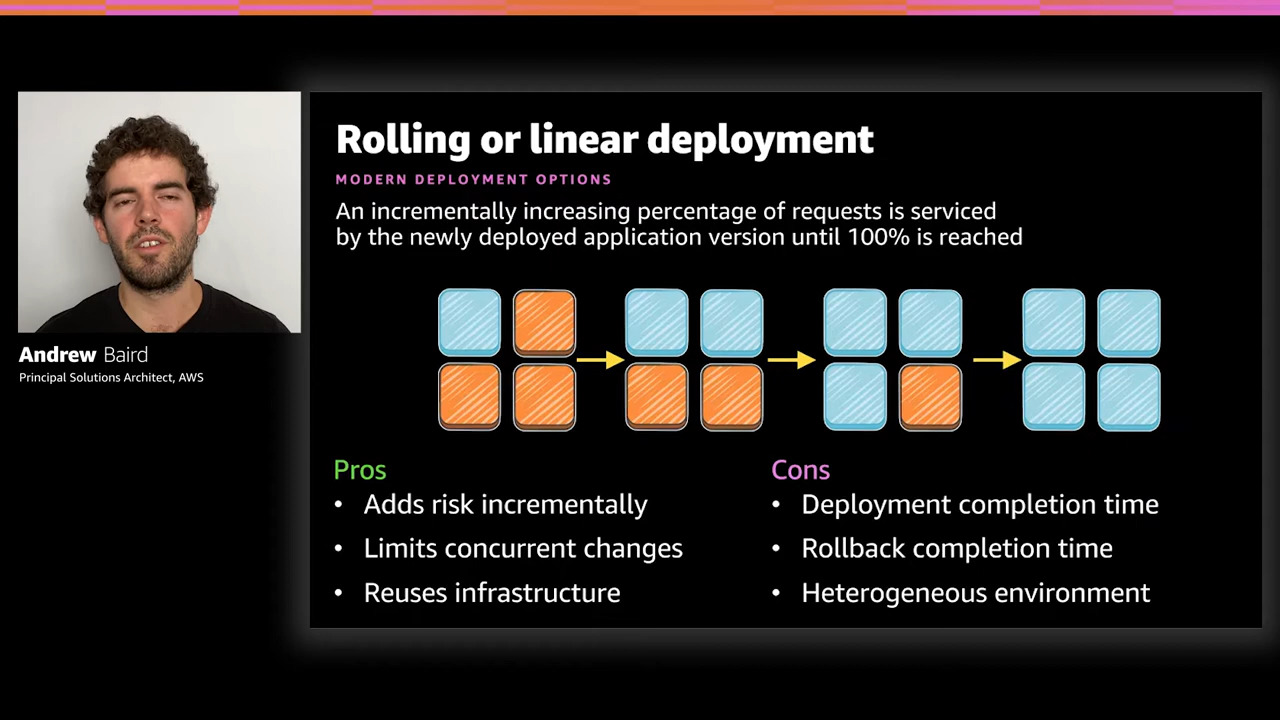 Rolling or linear deployment
MODERN DEPLOYMENT OPTIONS
An incrementally increasing percentage of requests is serviced
by the newly deployed application version until 100% is reached
Andrew Baird
Principal Solutions Architect, AWS
Pros
• Adds risk incrementally
• Limits concurrent changes
• Reuses infrastructure
Cons
• Deployment completion time
• Rollback completion time
• Heterogeneous environment